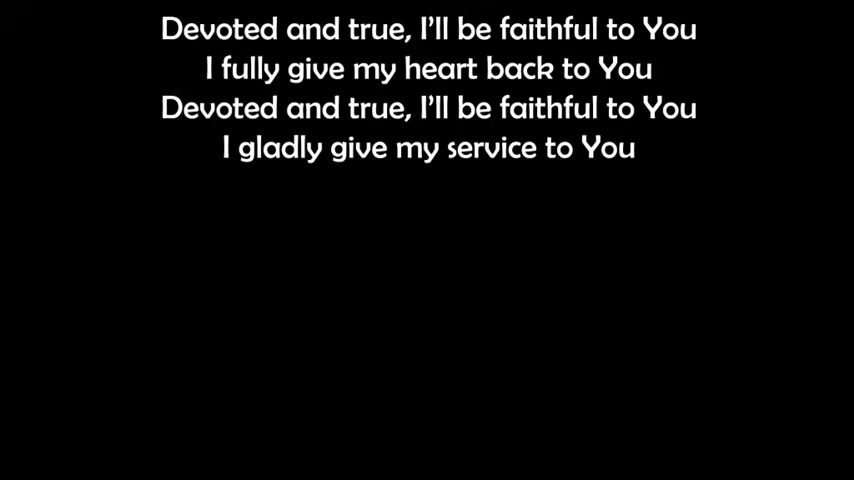 Devoted and true, I’ll be faithful to You
I fully give my heart back to You
Devoted and true, I’ll be faithful to You
I gladly give my service to You